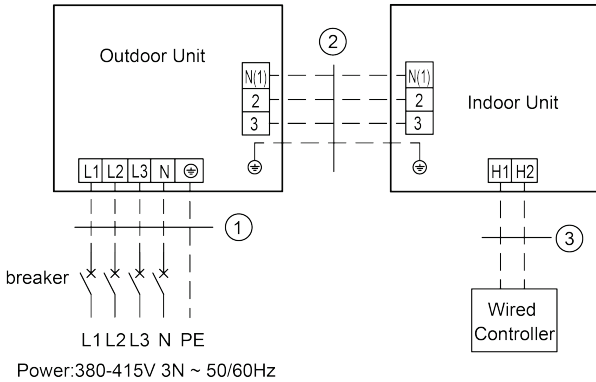 Outdoor Unit
N(1)
2
3
2
N(1)
2
3
Indoor Unit
L1 L2 L3 N
H1 H2
1
3
breaker
L1 L2 L3 N PE
Wired
Controller
Power:380-415V 3N ~ 50/60Hz